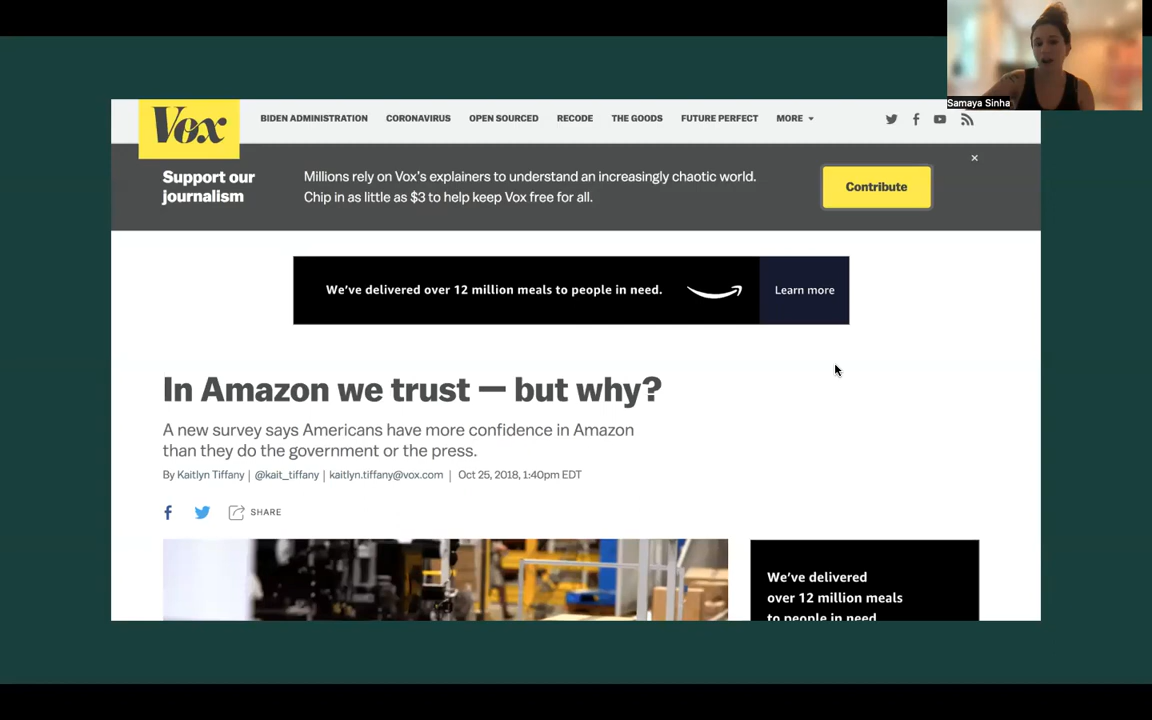 Samaya Sinha
Vox
BIDEN ADMINISTRATION CORONAVIRUS OPEN SOURCED RECODE THE GOODS FUTURE PERFECT MORE
Support our
journalism
Millions rely on Vox's explainers to understand an increasingly chaotic world.
Chip in as little as $3 to help keep Vox free for all.
Contribute
We've delivered over 12 million meals to people in need.
Learn more
In Amazon we trust — but why?
A new survey says Americans have more confidence in Amazon
than they do the government or the press.
By Kaitlyn Tiffany | @kait_tiffany | kaitlyn.tiffany@vox.com | Oct 25, 2018, 1:40pm EDT
SHARE
We've delivered
over 12 million meals
to people in need